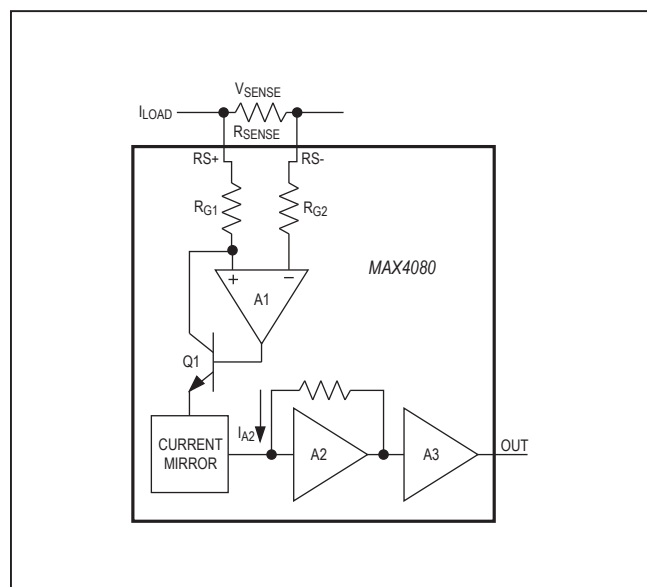 VSENSE
ILOAD
RSENSE
RS+ RS-
RG1 RG2
MAX4080
+ −
A1
Q1
IA2
CURRENT
MIRROR
A2 A3 OUT